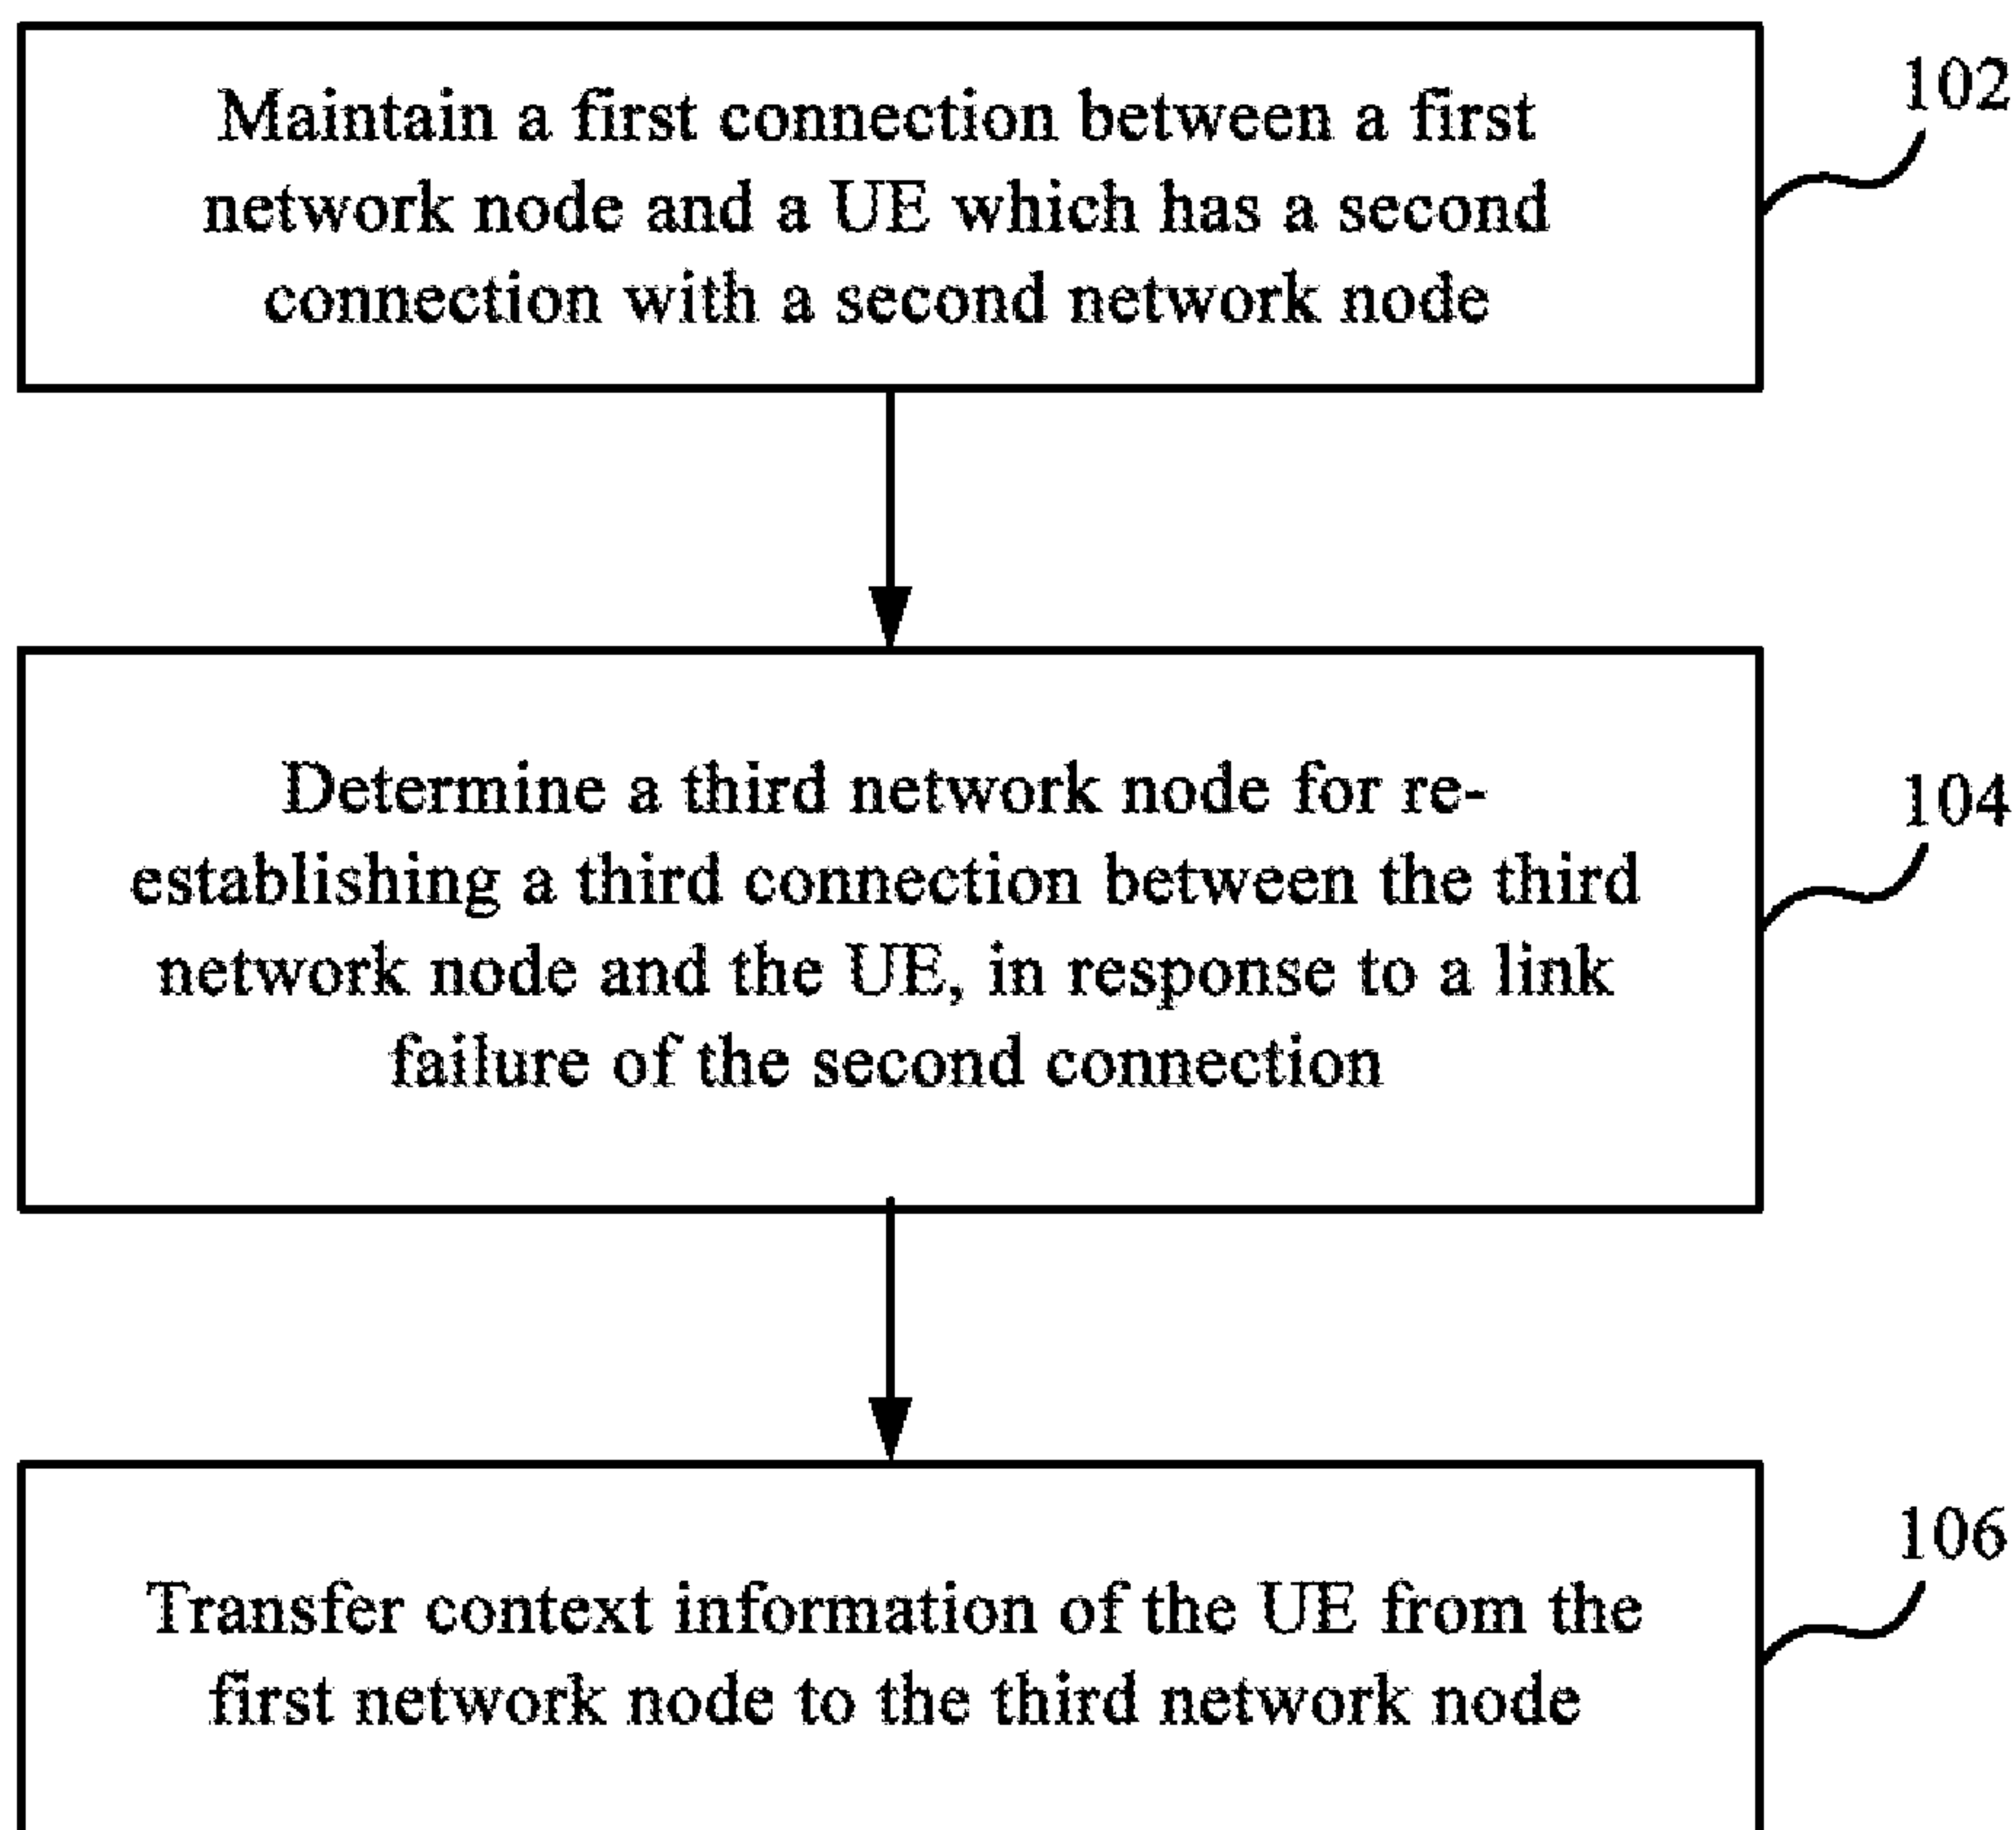 Maintain a first connection between a first
network node and a UE which has a second
connection with a second network node
102
Determine a third network node for re-
establishing a third connection between the third
network node and the UE, in response to a link
failure of the second connection
104
Transfer context information of the UE from the
first network node to the third network node
106